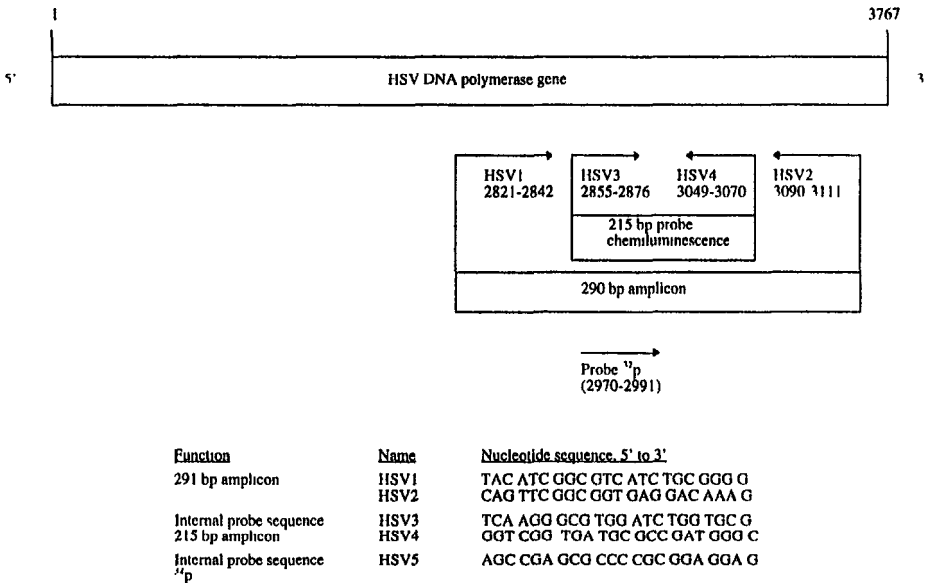 1 3767
5' HSV DNA polymerase gene 3
HSV1 HSV3 HSV4 HSV2
2821-2842 2855-2876 3049-3070 3090 3111
215 bp probe
chemiluminescence
290 bp amplicon
Probe p
(2970-2991)
Function Name Nucleotide sequence, 5' to 3'
291 bp amplicon HSV1 TAC ATC GGC GTC ATC TGC GGG G
HSV2 CAG TTC GGC GGT GAG GAC AAA G
Internal probe sequence HSV3 TCA AGG GCG TGG ATC TGG TGC G
215 bp amplicon HSV4 GGT CGG TGA TGC GCC GAT GGG C
Internal probe sequence HSV5 AGC CGA GCG CCC CGC GGA GGA G
p